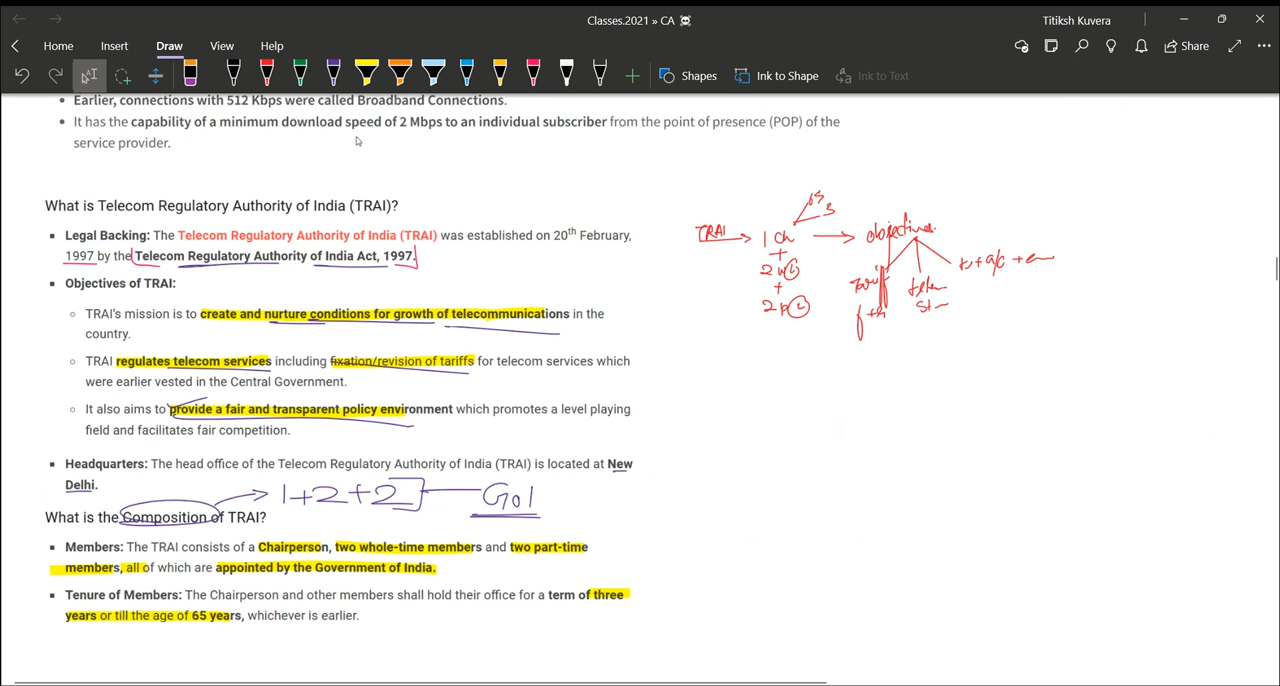 Classes.2021 » CA
Titiksh Kuvera
Home Insert Draw View Help
Share
Shapes Ink to Shape Ink to Text
Earlier, connections with 512 Kbps were called Broadband Connections.
It has the capability of a minimum download speed of 2 Mbps to an individual subscriber from the point of presence (POP) of the
service provider.
What is Telecom Regulatory Authority of India (TRAI)?
Legal Backing: The Telecom Regulatory Authority of India (TRAI) was established on 20th February,
1997 by the Telecom Regulatory Authority of India Act, 1997.
Objectives of TRAI:
TRAI's mission is to create and nurture conditions for growth of telecommunications in the
country.
TRAI regulates telecom services including fixation/revision of tariffs for telecom services which
were earlier vested in the Central Government.
It also aims to provide a fair and transparent policy environment which promotes a level playing
field and facilitates fair competition.
Headquarters: The head office of the Telecom Regulatory Authority of India (TRAI) is located at New
Delhi.
1+2+2 GoI
What is the Composition of TRAI?
Members: The TRAI consists of a Chairperson, two whole-time members and two part-time
members, all of which are appointed by the Government of India.
Tenure of Members: The Chairperson and other members shall hold their office for a term of three
years or till the age of 65 years, whichever is earlier.
65
3
TRAI 1 Ch objectives
+
+